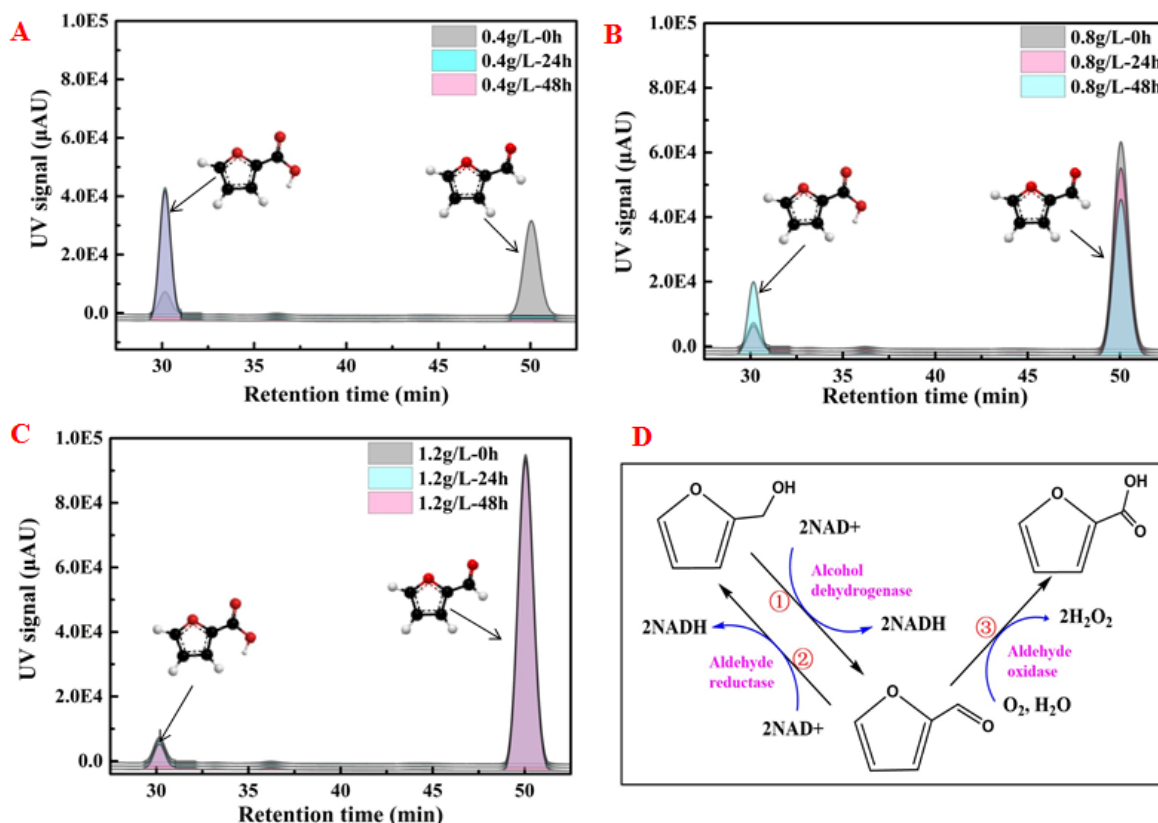 A
1.0E5
8.0E4
6.0E4
4.0E4
2.0E4
0.0
UV signal (µAU)
0.4g/L-0h
0.4g/L-24h
0.4g/L-48h
30 35 40 45 50
Retention time (min)
B
1.0E5
8.0E4
6.0E4
4.0E4
2.0E4
0.0
UV signal (µAU)
0.8g/L-0h
0.8g/L-24h
0.8g/L-48h
30 35 40 45 50
Retention time (min)
C
1.0E5
8.0E4
6.0E4
4.0E4
2.0E4
0.0
UV signal (µAU)
1.2g/L-0h
1.2g/L-24h
1.2g/L-48h
30 35 40 45 50
Retention time (min)
D
O
OH
2NAD+
Alcohol
dehydrogenase
①
2NADH
2NADH
②
Aldehyde
reductase
2NAD+
O
O
OH
O
O
③
2H₂O₂
Aldehyde
oxidase
O₂, H₂O